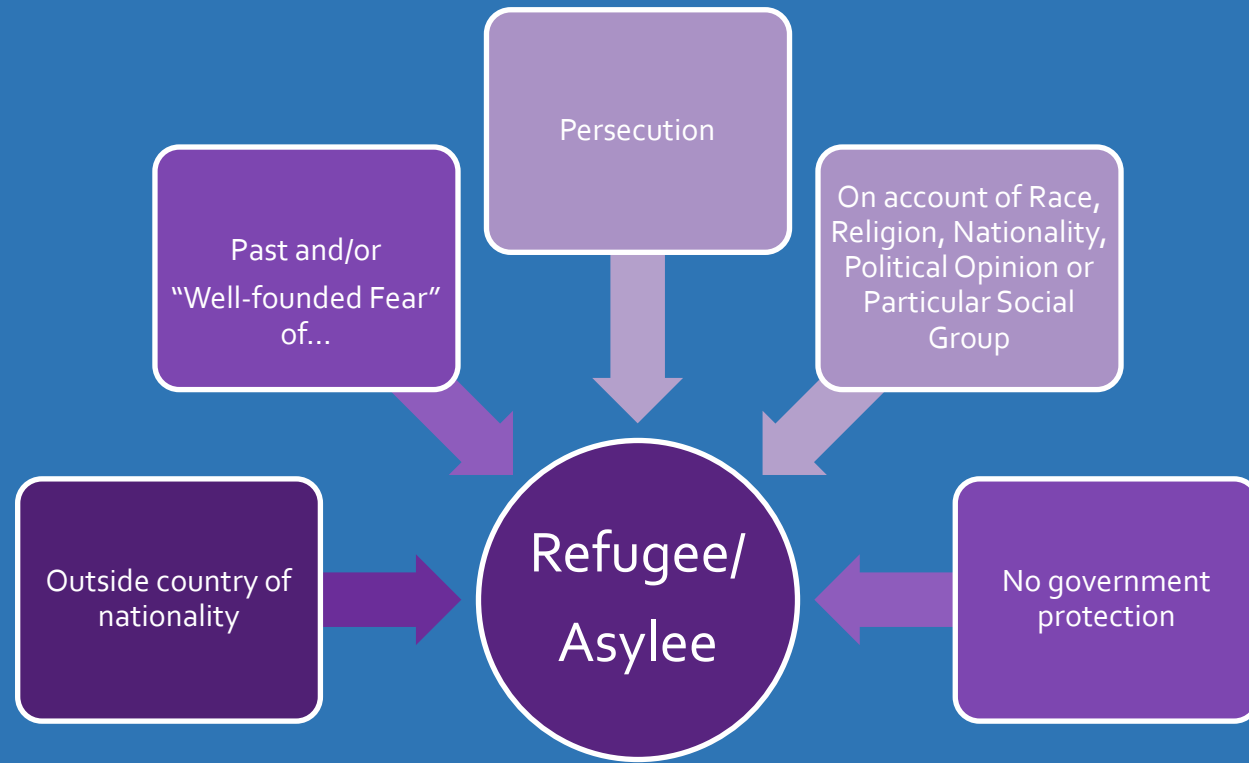 Persecution
Past and/or
“Well-founded Fear”
of…
On account of Race,
Religion, Nationality,
Political Opinion or
Particular Social
Group
Outside country of
nationality
Refugee/
Asylee
No government
protection